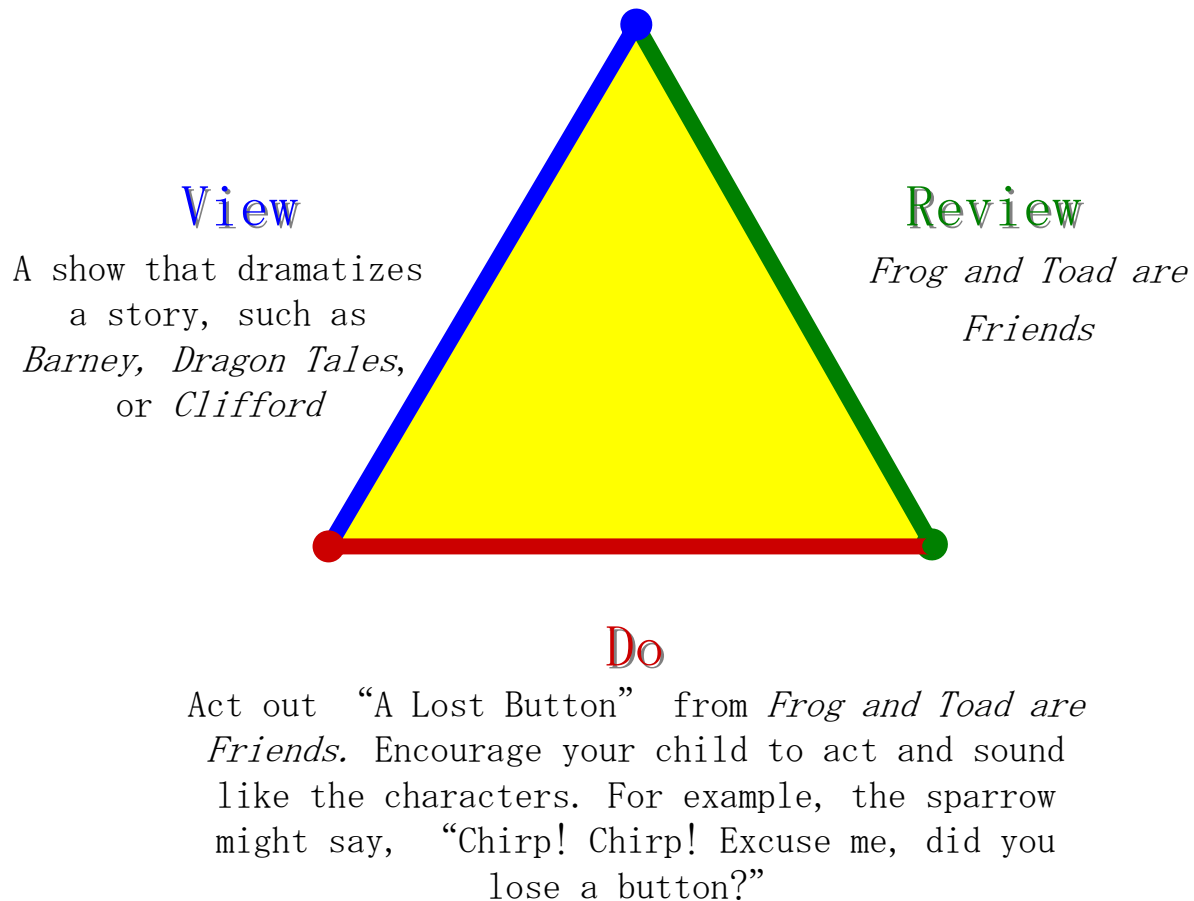 View
A show that dramatizes
a story, such as
Barney, Dragon Tales,
or Clifford
Review
Frog and Toad are
Friends
Do
Act out “A Lost Button” from Frog and Toad are
Friends. Encourage your child to act and sound
like the characters. For example, the sparrow
might say, “Chirp! Chirp! Excuse me, did you
lose a button?”